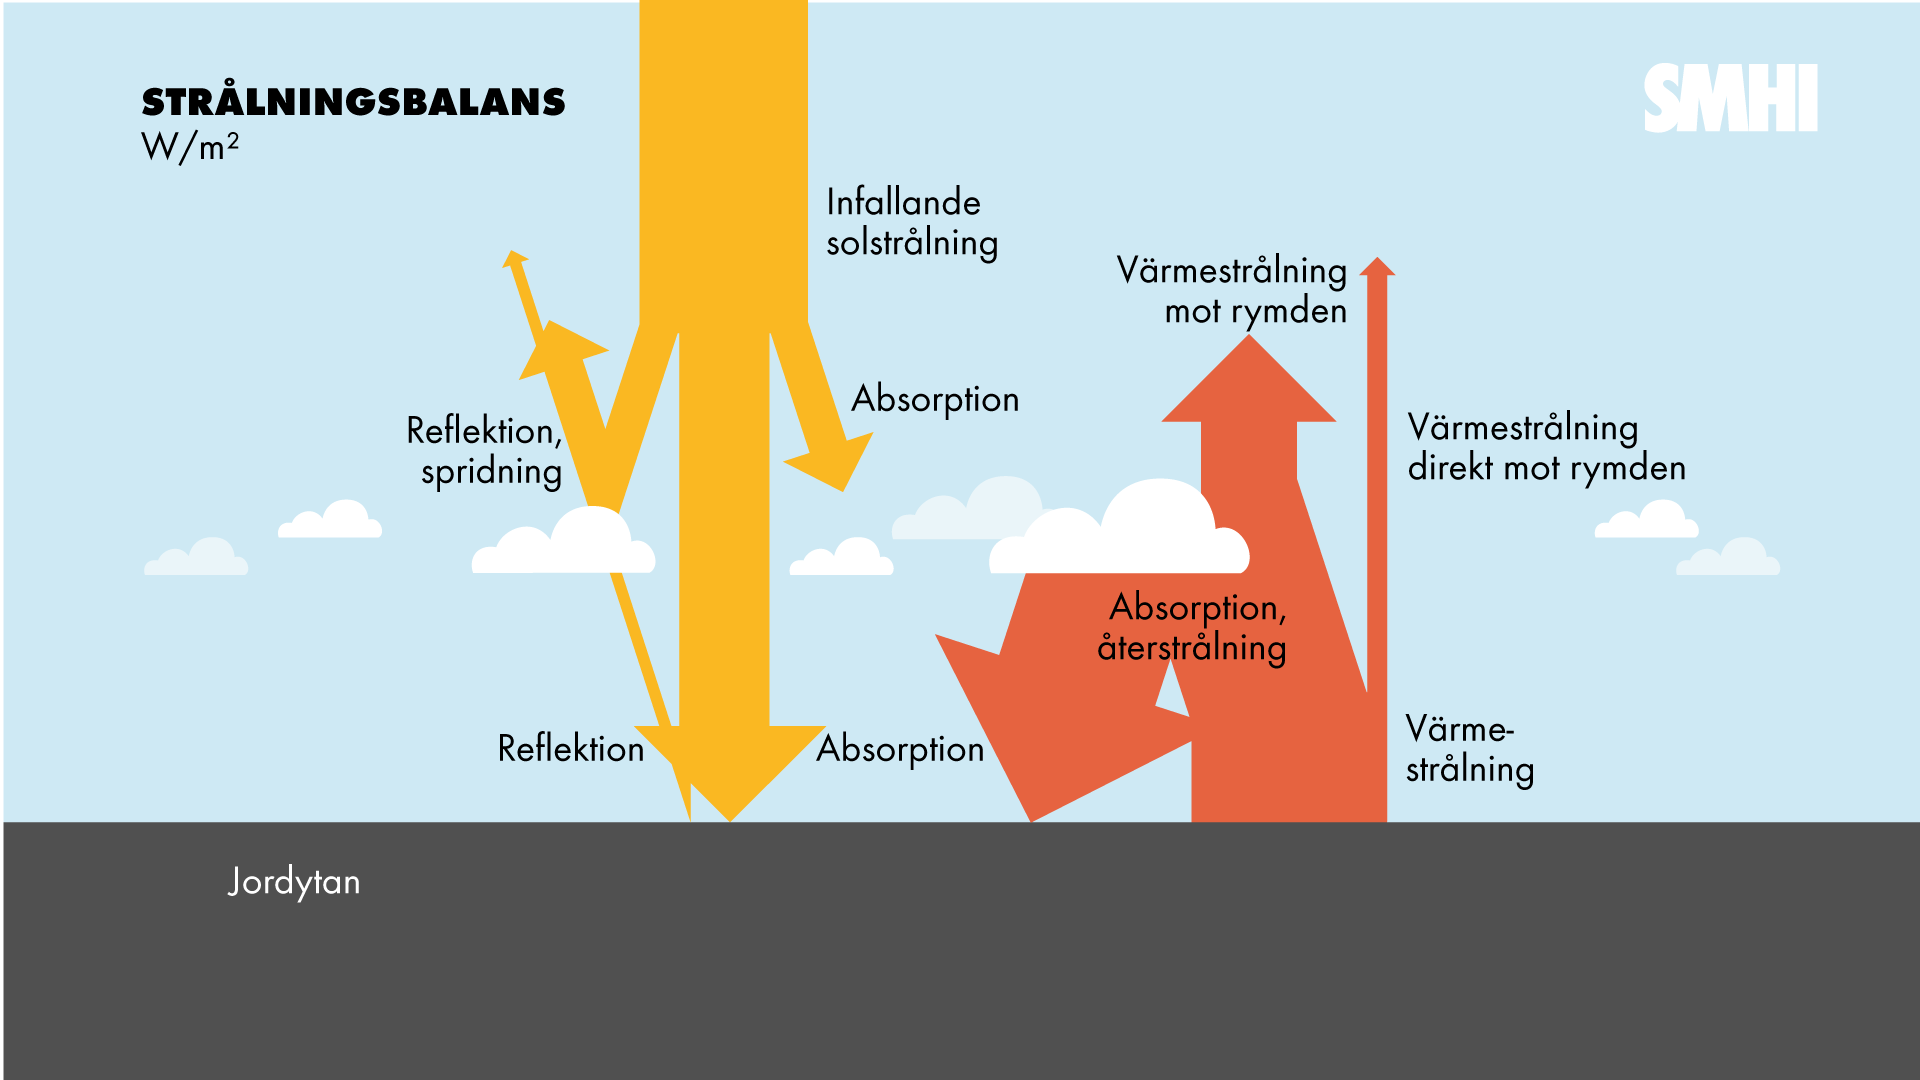 STRÅLNINGSBALANS
W/m²
SMHI
Infallande
solstrålning
Värmestrålning
mot rymden
Absorption
Reflektion,
spridning
Värmestrålning
direkt mot rymden
Absorption,
återstrålning
Reflektion
Absorption
Värme-
strålning
Jordytan